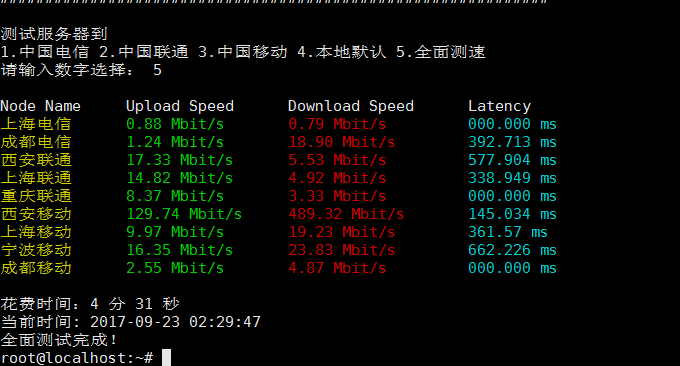 测试服务器到
1.中国电信 2.中国联通 3.中国移动 4.本地默认 5.全面测速
请输入数字选择： 5
Node Name Upload Speed Download Speed Latency
上海电信 0.88 Mbit/s 0.79 Mbit/s 000.000 ms
成都电信 1.24 Mbit/s 18.90 Mbit/s 392.713 ms
西安联通 17.33 Mbit/s 5.53 Mbit/s 577.904 ms
上海联通 14.82 Mbit/s 4.92 Mbit/s 338.949 ms
重庆联通 8.37 Mbit/s 3.33 Mbit/s 000.000 ms
西安移动 129.74 Mbit/s 489.32 Mbit/s 145.034 ms
上海移动 9.97 Mbit/s 19.23 Mbit/s 361.57 ms
宁波移动 16.35 Mbit/s 23.83 Mbit/s 662.226 ms
成都移动 2.55 Mbit/s 4.87 Mbit/s 000.000 ms
花费时间：4 分 31 秒
当前时间: 2017-09-23 02:29:47
全面测试完成！
root@localhost:~#